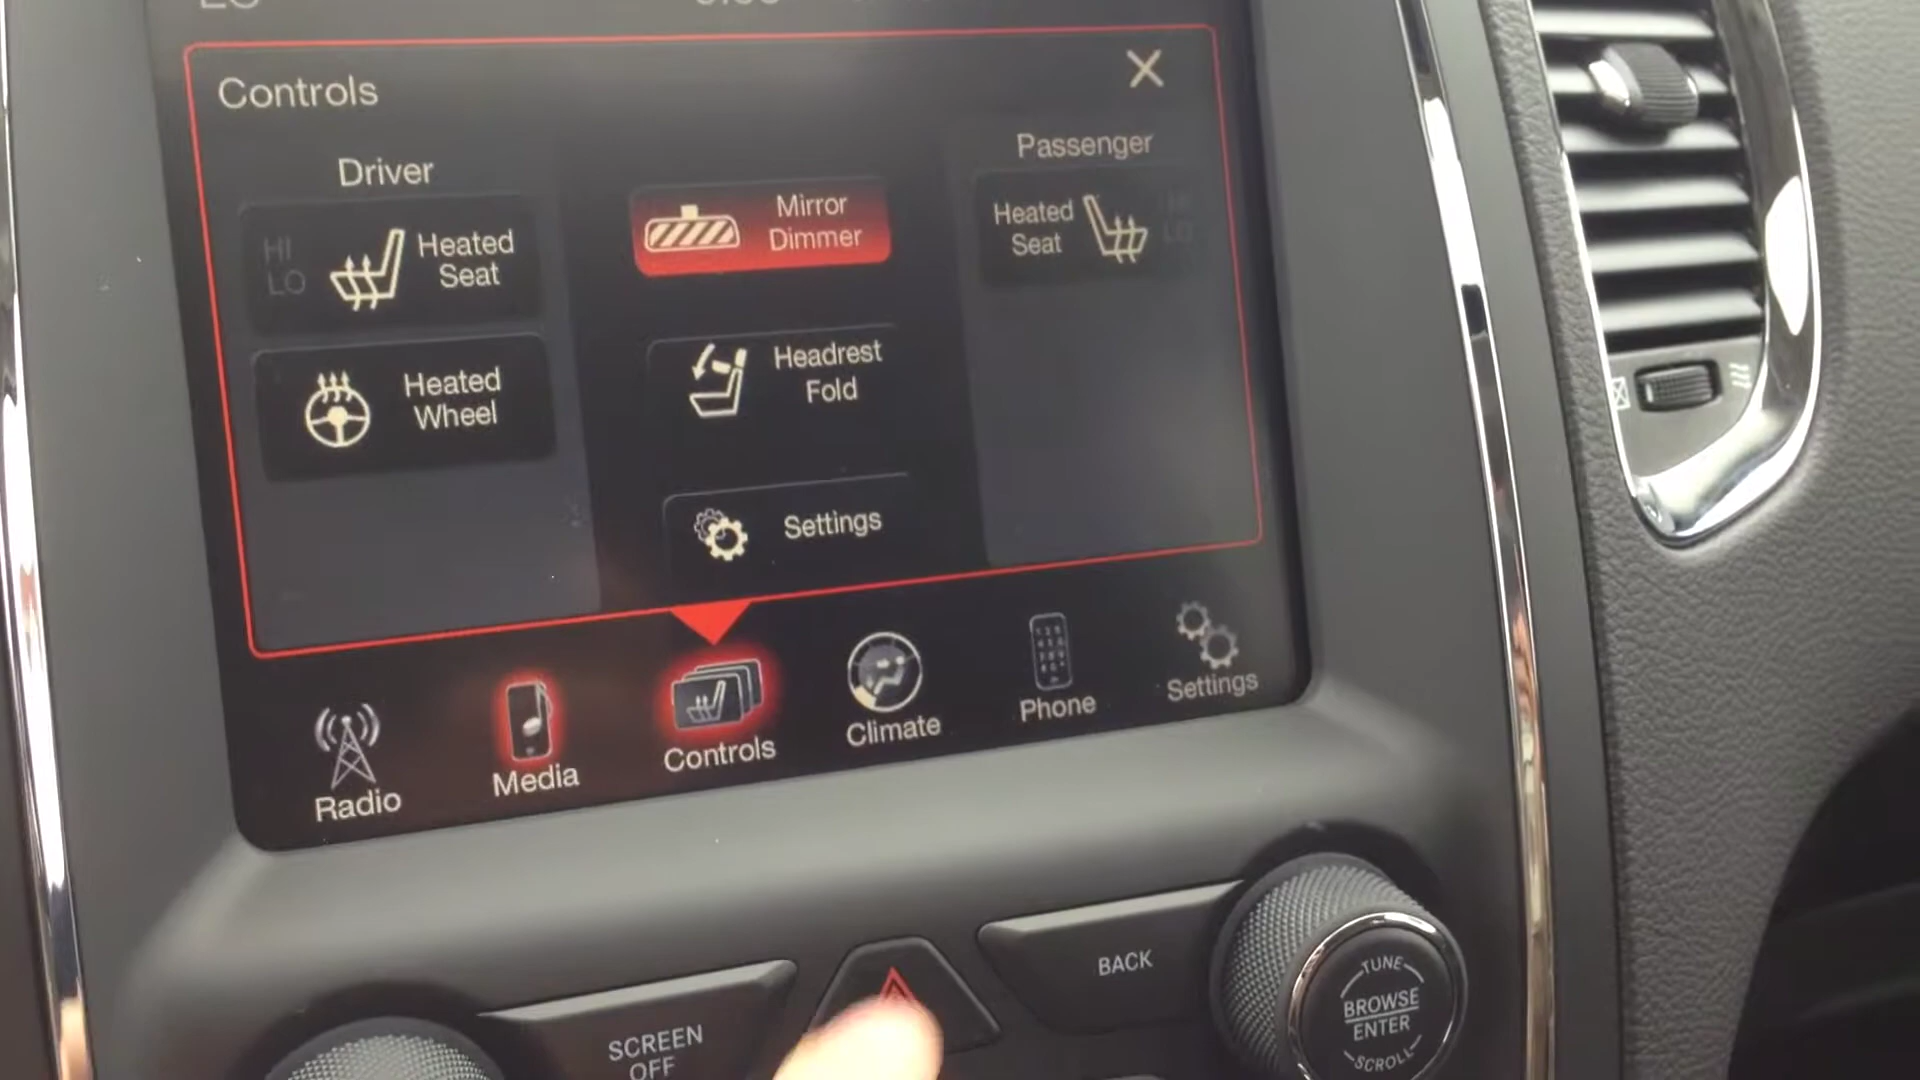 Controls
Driver
Passenger
HI
LO
Heated
Seat
Mirror
Dimmer
Heated
Seat
LO
Heated
Wheel
Headrest
Fold
Settings
Radio
Media
Controls
Climate
Phone
Settings
SCREEN
OFF
BACK
TUNE
BROWSE
ENTER
SCROLL